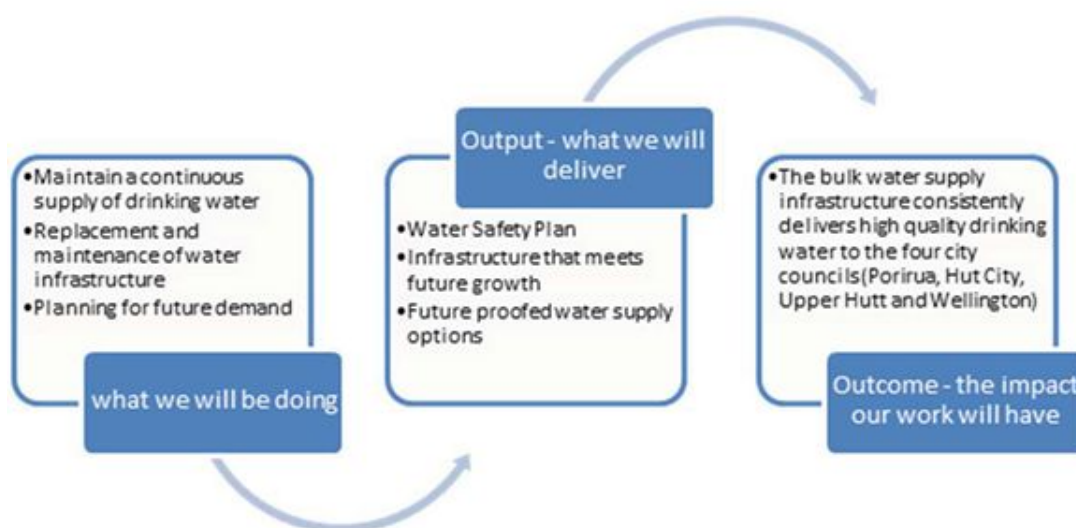 •Maintain a continuous
supply of drinking water
•Replacement and
maintenance of water
infrastructure
•Planning for future demand
what we will be doing
Output - what we will
deliver
•Water Safety Plan
•Infrastructure that meets
future growth
•Future proofed water supply
options
•The bulk water supply
infrastructure consistently
delivers high quality drinking
water to the four city
councils(Porirua, Hut City,
Upper Hutt and Wellington)
Outcome - the impact
our work will have